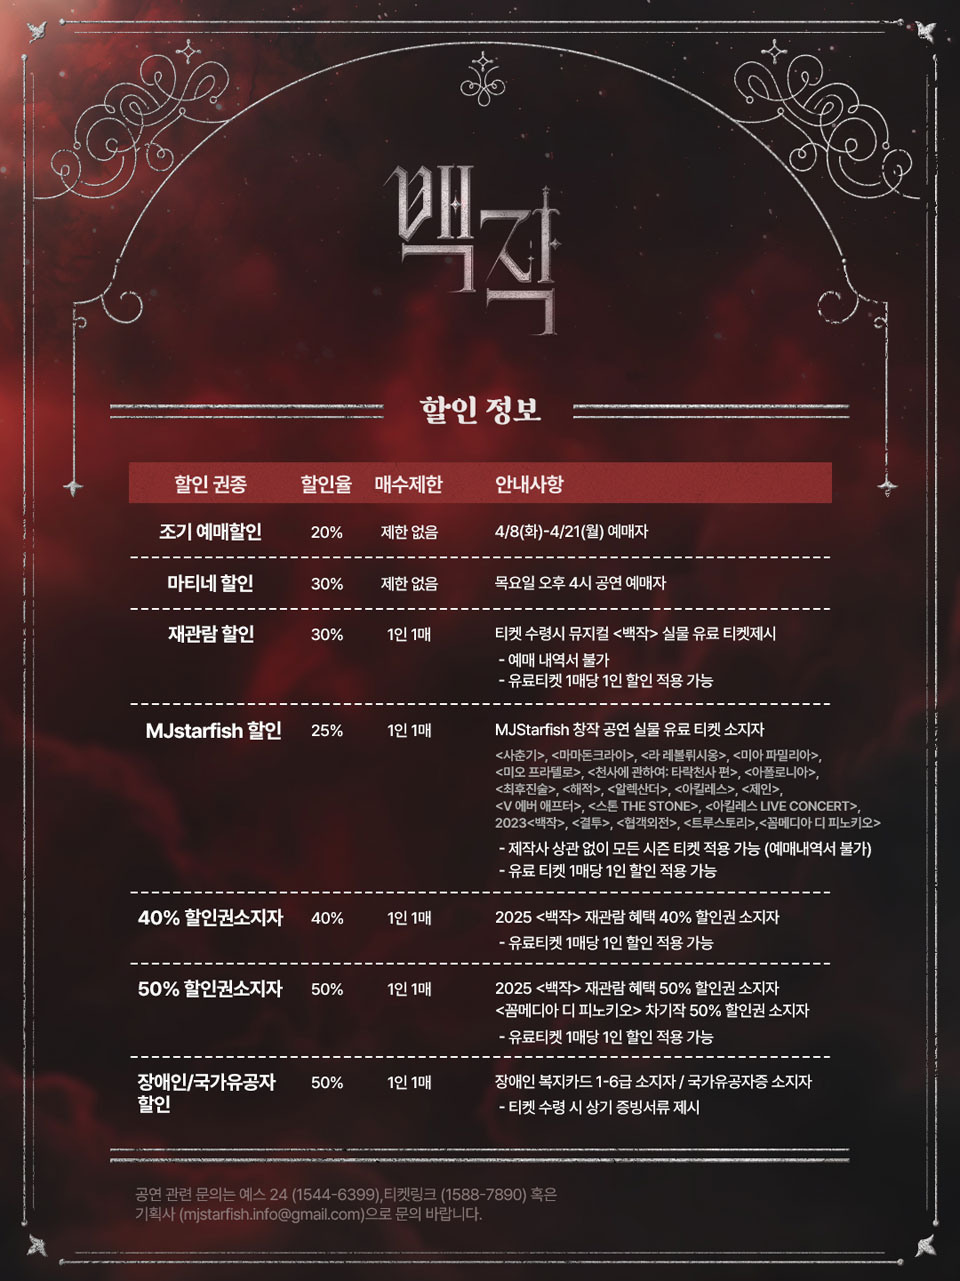 백작
할인 정보
할인 권종 할인율 매수제한 안내사항
조기 예매할인 20% 제한 없음 4/8(화)-4/21(월) 예매자
마티네 할인 30% 제한 없음 목요일 오후 4시 공연 예매자
재관람 할인 30% 1인 1매 티켓 수령시 뮤지컬 <백작> 실물 유료 티켓제시
- 예매 내역서 불가
- 유료티켓 1매당 1인 할인 적용 가능
MJstarfish 할인 25% 1인 1매 MJStarfish 창작 공연 실물 유료 티켓 소지자
<사춘기>, <마마돈크라이>, <라 레볼뤼시옹>, <미아 파밀리아>,
<미오 프라텔로>, <천사에 관하여: 타락천사 편>, <아폴로니아>,
<최후진술>, <해적>, <알렉산더>, <아킬레스>, <제인>,
<V 에버 애프터>, <스톤 THE STONE>, <아킬레스 LIVE CONCERT>,
2023<백작>, <결투>, <협객외전>, <트루스토리>,<꼼메디아 디 피노키오>
- 제작사 상관 없이 모든 시즌 티켓 적용 가능 (예매내역서 불가)
- 유료 티켓 1매당 1인 할인 적용 가능
40% 할인권소지자 40% 1인 1매 2025 <백작> 재관람 혜택 40% 할인권 소지자
- 유료티켓 1매당 1인 할인 적용 가능
50% 할인권소지자 50% 1인 1매 2025 <백작> 재관람 혜택 50% 할인권 소지자
<꼼메디아 디 피노키오> 차기작 50% 할인권 소지자
- 유료티켓 1매당 1인 할인 적용 가능
장애인/국가유공자 50% 1인 1매 장애인 복지카드 1-6급 소지자 / 국가유공자증 소지자
할인
- 티켓 수령 시 상기 증빙서류 제시
공연 관련 문의는 예스 24 (1544-6399),티켓링크 (1588-7890) 혹은
기획사 (mjstarfish.info@gmail.com)으로 문의 바랍니다.